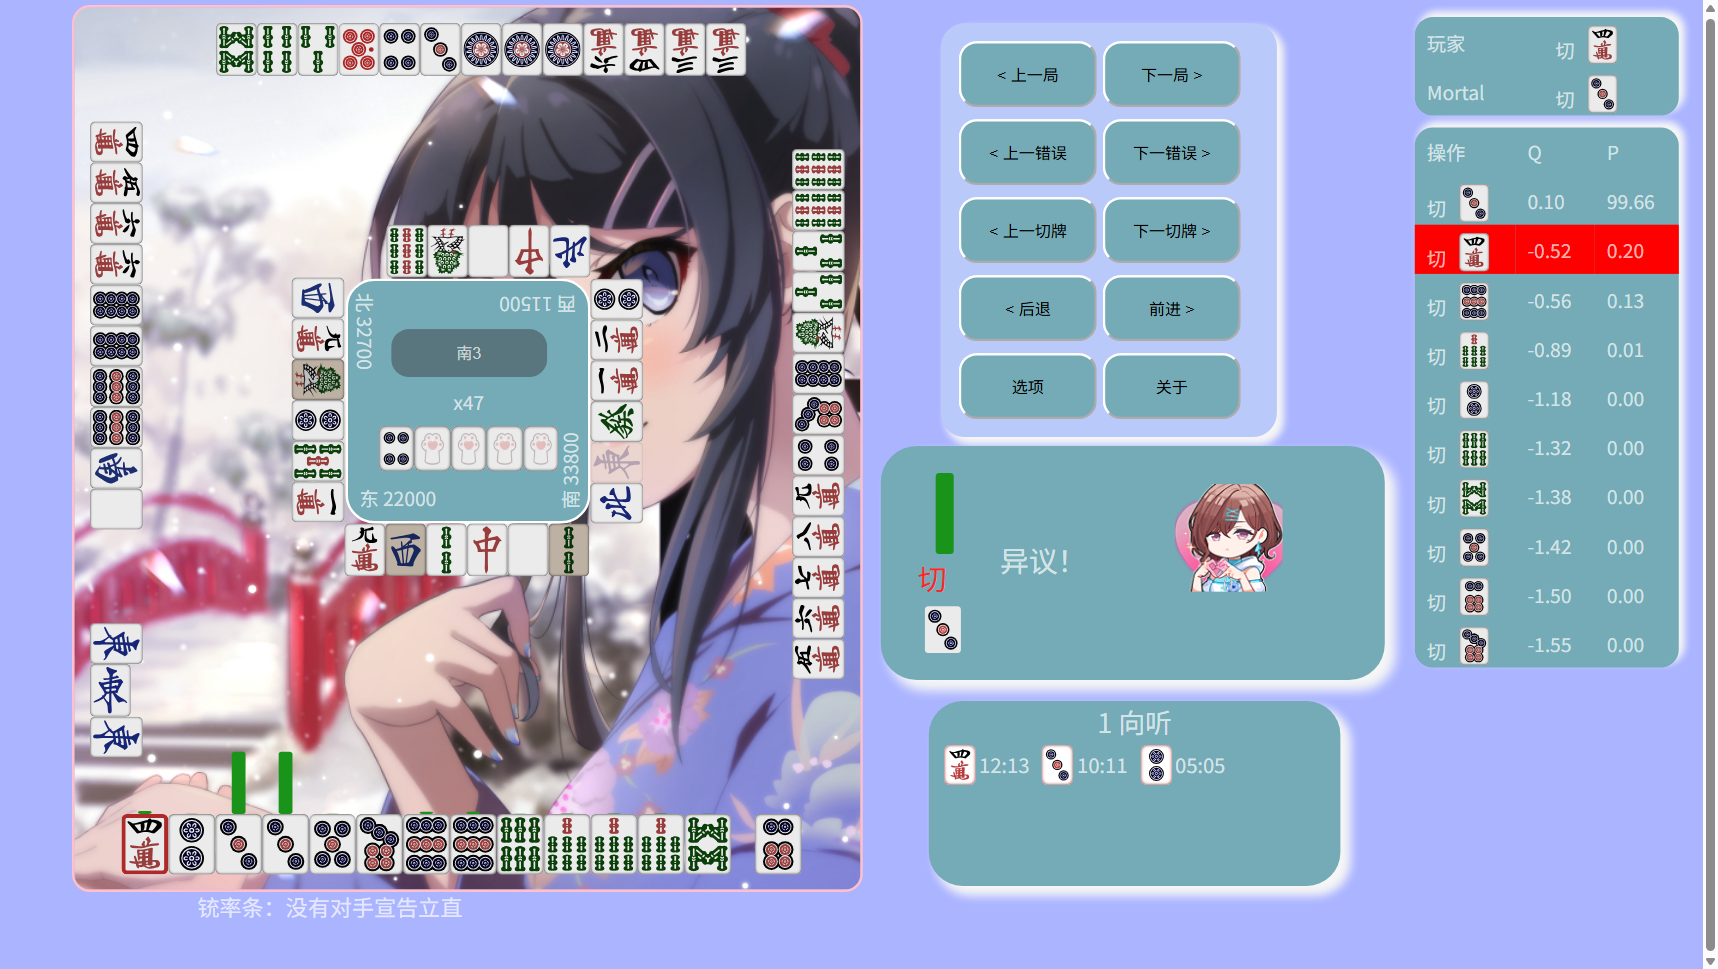 < 上一局
下一局 >
< 上一错误
下一错误 >
< 上一切牌
下一切牌 >
< 后退
前进 >
选项
关于
玩家 切
Mortal 切
操作 Q P
切 0.10 99.66
切 -0.52 0.20
切 -0.56 0.13
切 -0.89 0.01
切 -1.18 0.00
切 -1.32 0.00
切 -1.38 0.00
切 -1.42 0.00
切 -1.50 0.00
切 -1.55 0.00
西 11500
北 32700
南3
x47
南 33800
东 22000
异议！
切
1 向听
12:13 10:11 05:05
铳率条：没有对手宣告立直